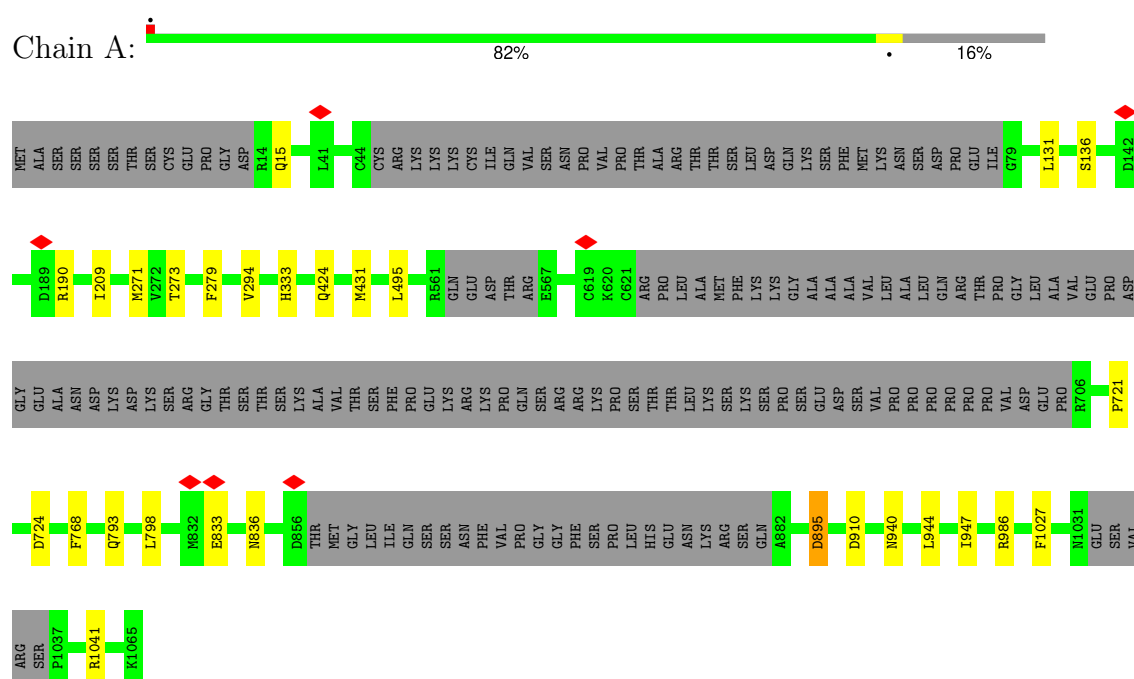 Chain A: 82% • 16%
MET ALA SER SER SER SER THR SER CYS GLU PRO GLY ASP R14 Q15 L41 C44 CYS ARG LYS LYS LYS CYS ILE GLN VAL SER ASN PRO VAL PRO THR ALA ARG THR THR SER LEU ASP GLN LYS SER PHE MET LYS ASN SER ASP PRO GLU ILE G79 L131 S136 D142
D189 R190 I209 M271 V272 T273 F279 V294 H333 Q424 M431 L495 R561 GLN GLU ASP THR ARG E567 C619 K620 C621 ARG PRO LEU ALA MET PHE LYS LYS GLY ALA ALA ALA VAL LEU ALA LEU GLN ARG THR PRO GLY LEU ALA VAL GLU PRO ASP
GLY GLU ALA ASN ASP LYS ASP LYS SER ARG GLY THR SER THR SER LYS ALA VAL THR SER PHE PRO GLU LYS ARG LYS PRO GLN SER ARG ARG LYS PRO SER THR THR LEU LYS SER LYS SER PRO SER GLU ASP SER VAL PRO PRO PRO PRO PRO PRO VAL ASP GLU PRO R706 P721
D724 F768 Q793 L798 M832 E833 N836 D856 THR MET GLY LEU ILE GLN SER SER ASN PHE VAL PRO GLY GLY PHE SER PRO LEU HIS GLU ASN LYS ARG SER GLN A882 D895 D910 N940 L944 I947 R986 F1027 N1031 GLU SER VAL
ARG SER P1037 R1041 K1065